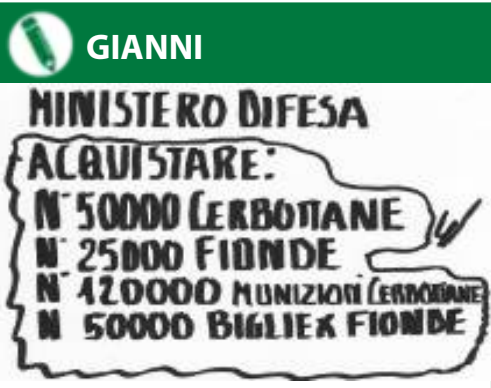 GIANNI
MINISTERO DIFESA
ACQUISTARE:
N° 50000 CERBOTTANE
N° 25000 FIONDE
N° 120000 MUNIZIONI CERBOTTANE
N 50000 BIGLIE X FIONDE